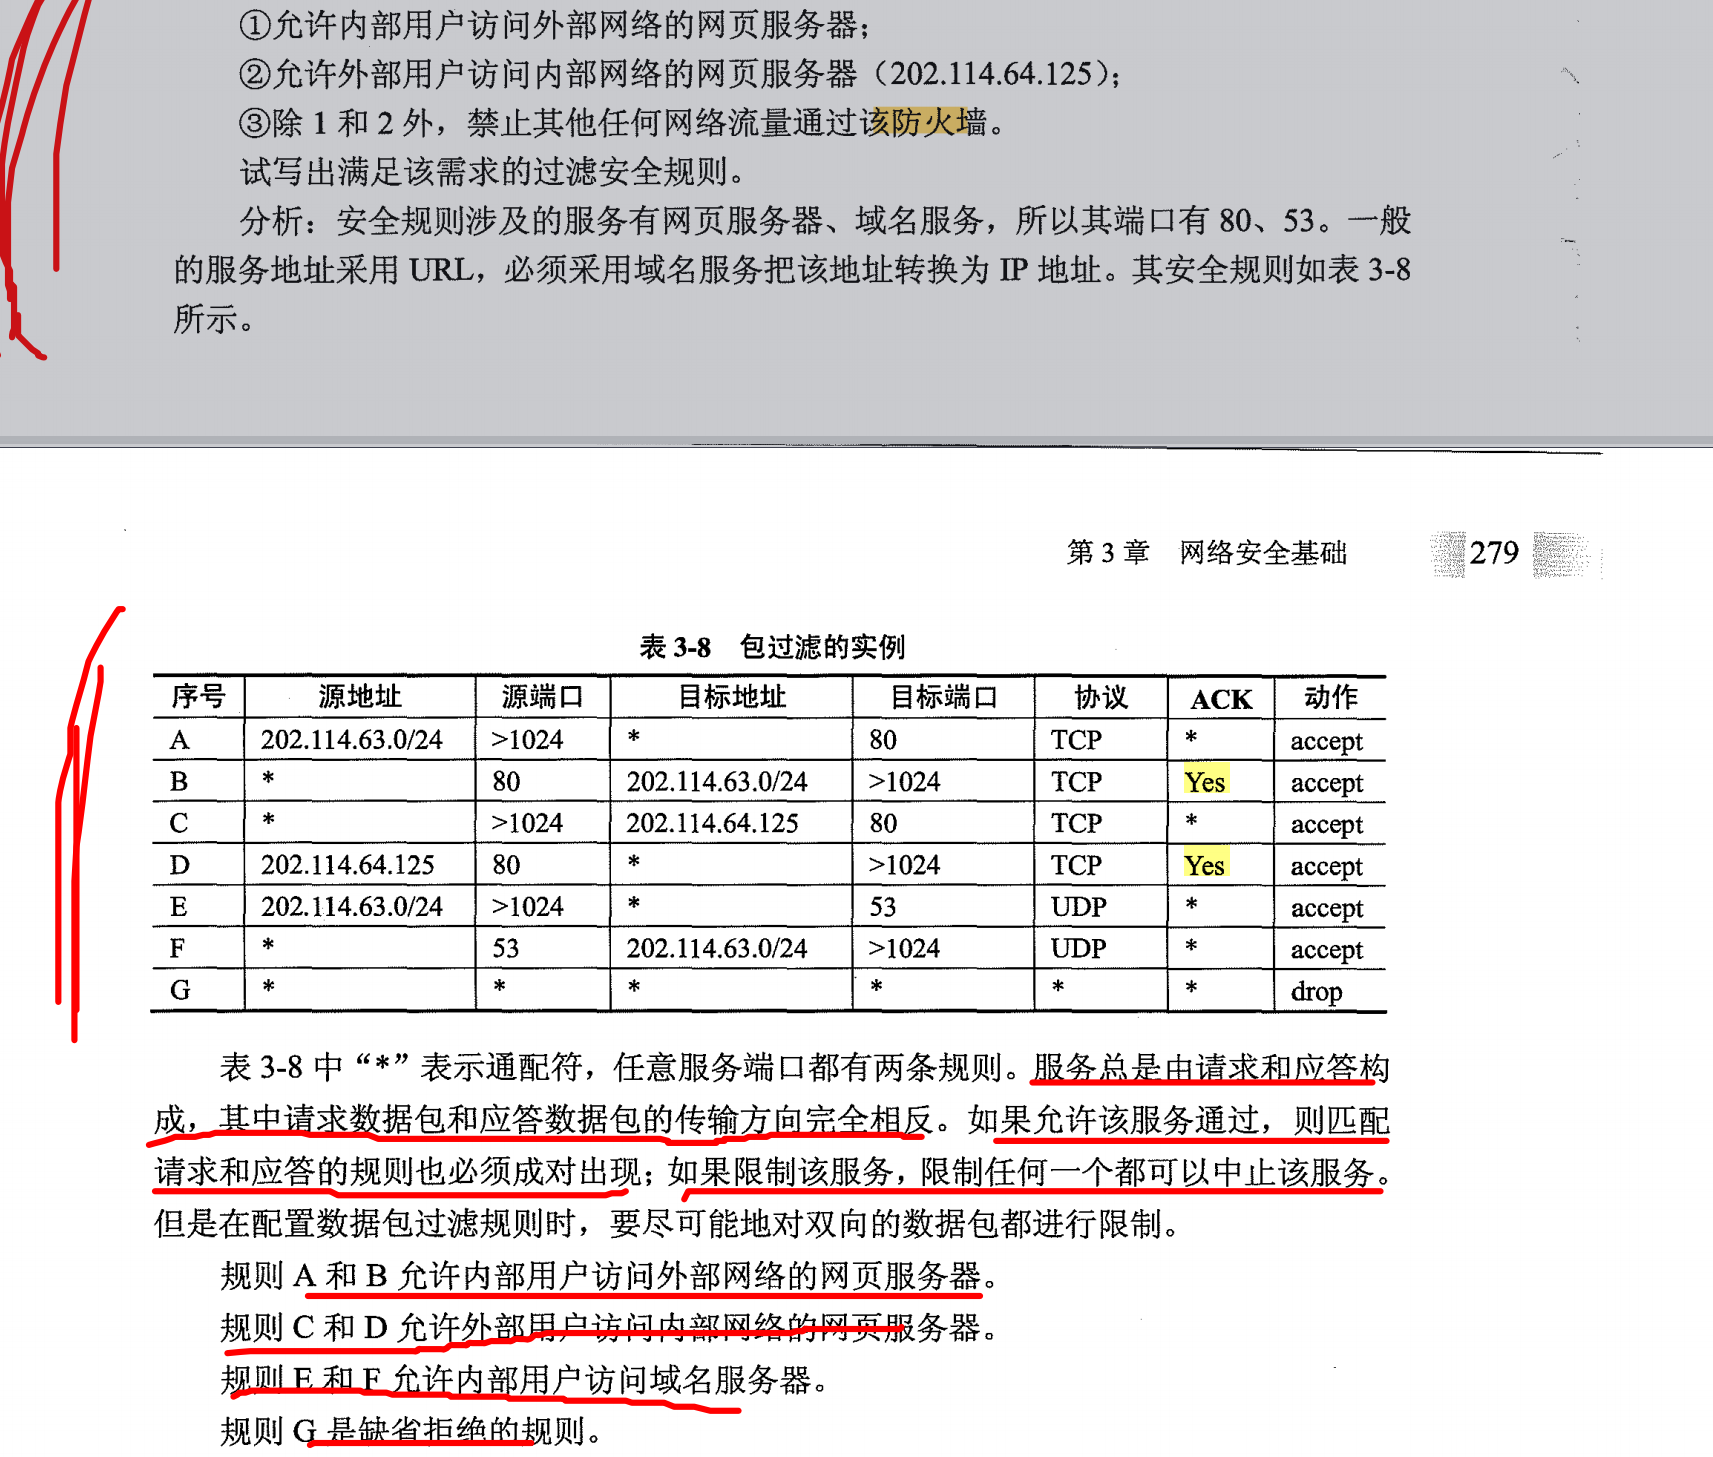 ①允许内部用户访问外部网络的网页服务器；
②允许外部用户访问内部网络的网页服务器（202.114.64.125）；
③除 1 和 2 外，禁止其他任何网络流量通过该防火墙。
试写出满足该需求的过滤安全规则。
分析：安全规则涉及的服务有网页服务器、域名服务，所以其端口有 80、53。一般
的服务地址采用 URL，必须采用域名服务把该地址转换为 IP 地址。其安全规则如表 3-8
所示。
第 3 章 网络安全基础 279
表 3-8 包过滤的实例
序号 源地址 源端口 目标地址 目标端口 协议 ACK 动作
A 202.114.63.0/24 >1024 * 80 TCP * accept
B * 80 202.114.63.0/24 >1024 TCP Yes accept
C * >1024 202.114.64.125 80 TCP * accept
D 202.114.64.125 80 * >1024 TCP Yes accept
E 202.114.63.0/24 >1024 * 53 UDP * accept
F * 53 202.114.63.0/24 >1024 UDP * accept
G * * * * * * drop
表 3-8 中“*”表示通配符，任意服务端口都有两条规则。服务总是由请求和应答构
成，其中请求数据包和应答数据包的传输方向完全相反。如果允许该服务通过，则匹配
请求和应答的规则也必须成对出现；如果限制该服务，限制任何一个都可以中止该服务。
但是在配置数据包过滤规则时，要尽可能地对双向的数据包都进行限制。
规则 A 和 B 允许内部用户访问外部网络的网页服务器。
规则 C 和 D 允许外部用户访问内部网络的网页服务器。
规则 E 和 F 允许内部用户访问域名服务器。
规则 G 是缺省拒绝的规则。